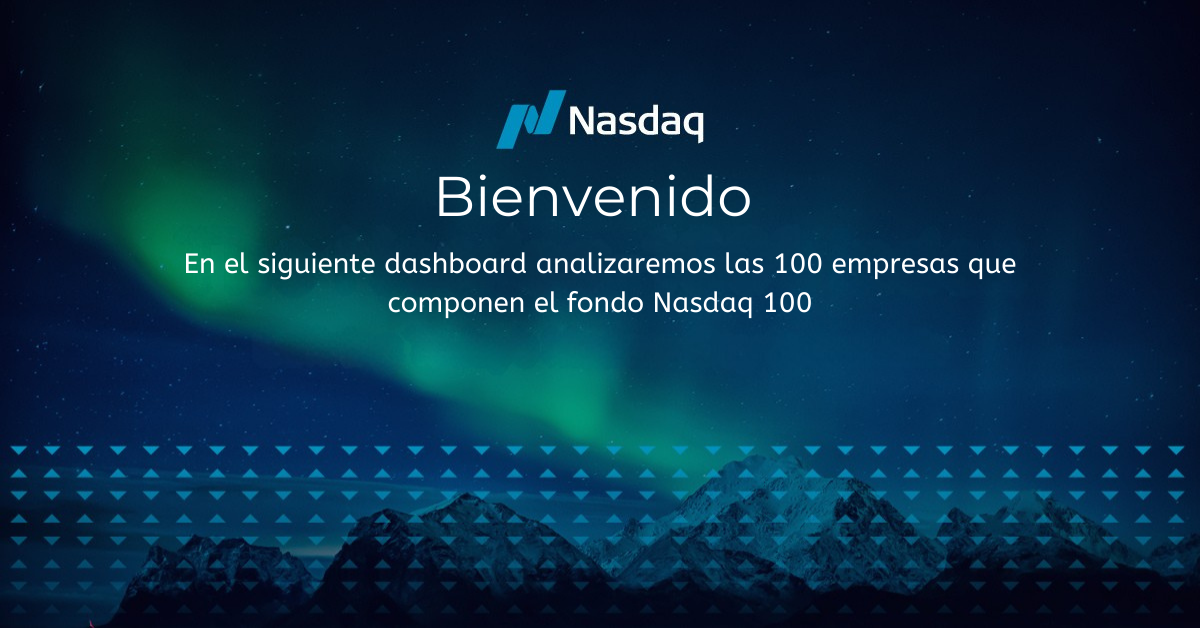 Nasdaq
Bienvenido
En el siguiente dashboard analizaremos las 100 empresas que
componen el fondo Nasdaq 100